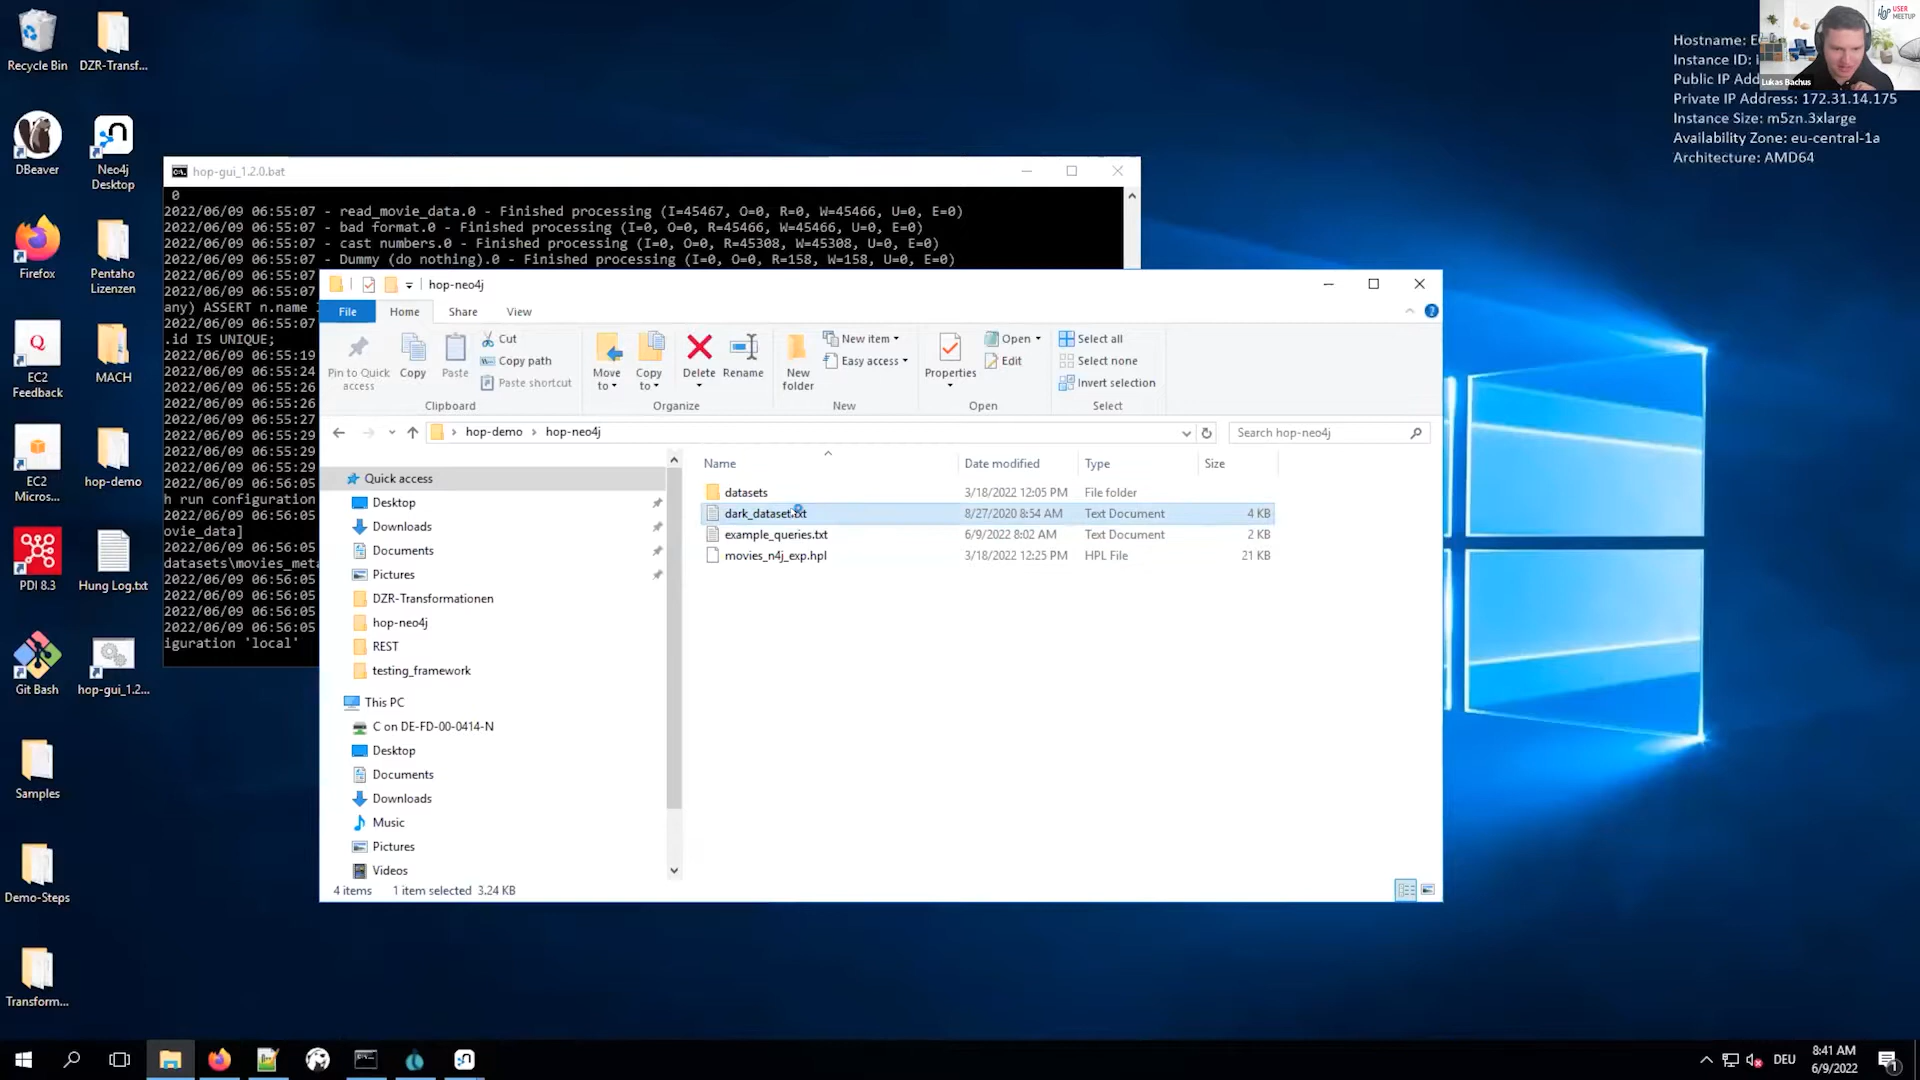 Recycle Bin
DZR-Transf...
DBeaver
Neo4j
Desktop
Firefox
Pentaho
Lizenzen
EC2
Feedback
MACH
EC2
Micros...
hop-demo
PDI 8.3
Hung Log.txt
Git Bash
hop-gui_1.2...
Samples
Demo-Steps
Transform...
Hostname: E
Instance ID: i
Public IP Add
Private IP Address: 172.31.14.175
Instance Size: m5zn.3xlarge
Availability Zone: eu-central-1a
Architecture: AMD64
Lukas Bachus
HOP USER
MEETUP
hop-gui_1.2.0.bat
0
2022/06/09 06:55:07 - read_movie_data.0 - Finished processing (I=45467, O=0, R=0, W=45466, U=0, E=0)
2022/06/09 06:55:07 - bad format.0 - Finished processing (I=0, O=0, R=45466, W=45466, U=0, E=0)
2022/06/09 06:55:07 - cast numbers.0 - Finished processing (I=0, O=0, R=45308, W=45308, U=0, E=0)
2022/06/09 06:55:07 - Dummy (do nothing).0 - Finished processing (I=0, O=0, R=158, W=158, U=0, E=0)
2022/06/09 06:55:07
2022/06/09 06:55:07
any) ASSERT n.name
2022/06/09 06:55:07
.id IS UNIQUE;
2022/06/09 06:55:19
2022/06/09 06:55:24
2022/06/09 06:55:26
2022/06/09 06:55:26
2022/06/09 06:55:27
2022/06/09 06:55:29
2022/06/09 06:55:29
2022/06/09 06:55:29
2022/06/09 06:56:05
h run configuration
2022/06/09 06:56:05
ovie_data]
2022/06/09 06:56:05
datasets\movies_meta
2022/06/09 06:56:05
2022/06/09 06:56:05
2022/06/09 06:56:05
2022/06/09 06:56:05
iguration 'local'
hop-neo4j
File Home Share View
Pin to Quick
access
Copy
Paste
Cut
Copy path
Paste shortcut
Clipboard
Move
to
Copy
to
Delete
Rename
Organize
New
folder
New item
Easy access
New
Properties
Open
Edit
Open
Select all
Select none
Invert selection
Select
hop-demo hop-neo4j
Search hop-neo4j
Quick access
Desktop
Downloads
Documents
Pictures
DZR-Transformationen
hop-neo4j
REST
testing_framework
This PC
C on DE-FD-00-0414-N
Desktop
Documents
Downloads
Music
Pictures
Videos
Name Date modified Type Size
datasets 3/18/2022 12:05 PM File folder
dark_dataset.txt 8/27/2020 8:54 AM Text Document 4 KB
example_queries.txt 6/9/2022 8:02 AM Text Document 2 KB
movies_n4j_exp.hpl 3/18/2022 12:25 PM HPL File 21 KB
4 items 1 item selected 3.24 KB
DEU
8:41 AM
6/9/2022
1